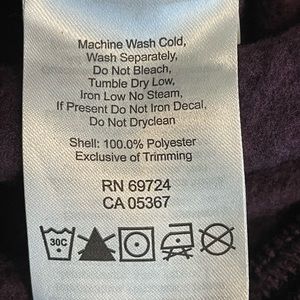 Machine Wash Cold,
Wash Separately,
Do Not Bleach,
Tumble Dry Low,
Iron Low No Steam,
If Present Do Not Iron Decal,
Do Not Dryclean
Shell: 100.0% Polyester
Exclusive of Trimming
RN 69724
CA 05367
30C